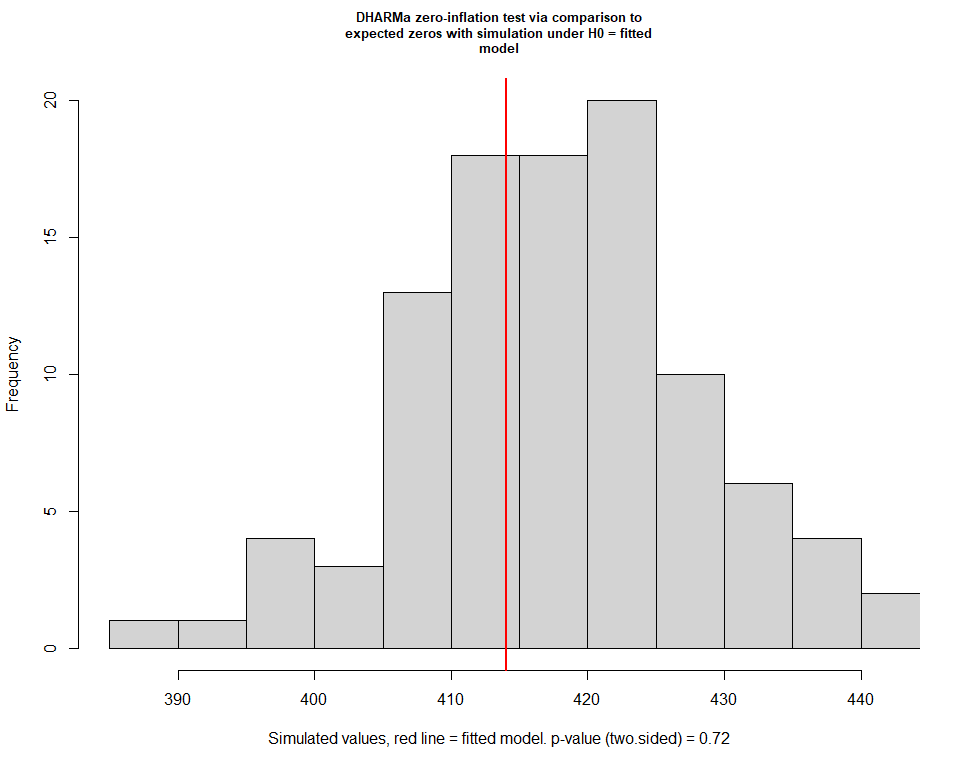 DHARMa zero-inflation test via comparison to
expected zeros with simulation under H0 = fitted
model
Frequency
20
15
10
5
0
390 400 410 420 430 440
Simulated values, red line = fitted model. p-value (two.sided) = 0.72